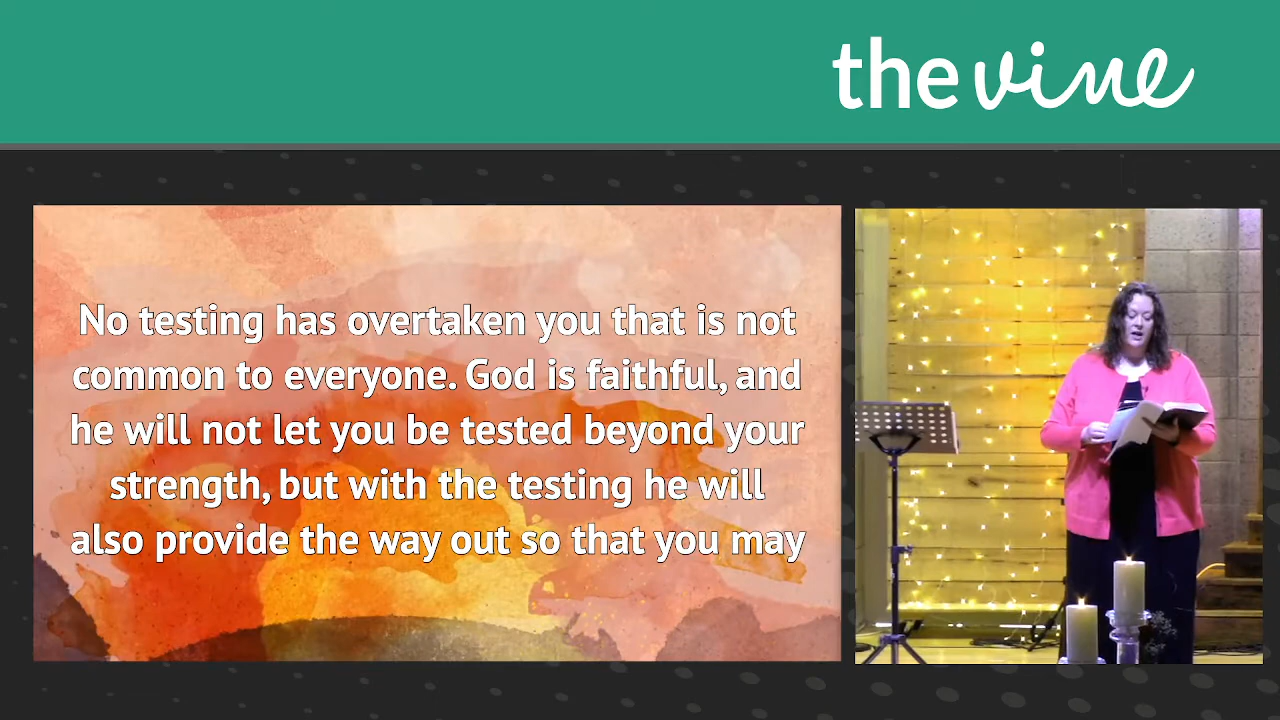 the vine
No testing has overtaken you that is not
common to everyone. God is faithful, and
he will not let you be tested beyond your
strength, but with the testing he will
also provide the way out so that you may